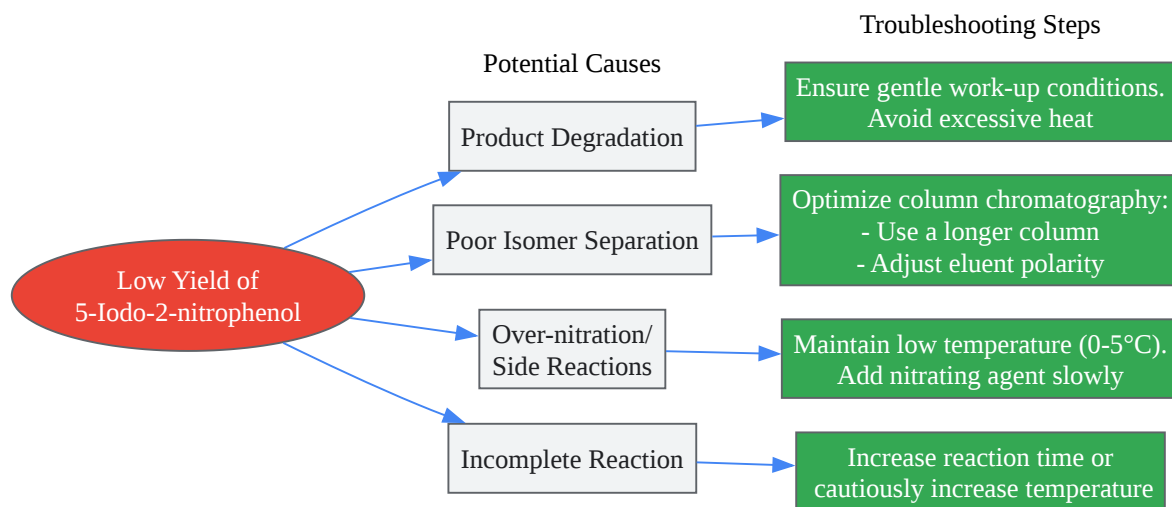 Troubleshooting Steps
Potential Causes
Ensure gentle work-up conditions.
Avoid excessive heat
Product Degradation
Optimize column chromatography:
- Use a longer column
- Adjust eluent polarity
Poor Isomer Separation
Low Yield of
5-Iodo-2-nitrophenol
Over-nitration/
Side Reactions
Maintain low temperature (0-5°C).
Add nitrating agent slowly
Incomplete Reaction
Increase reaction time or
cautiously increase temperature